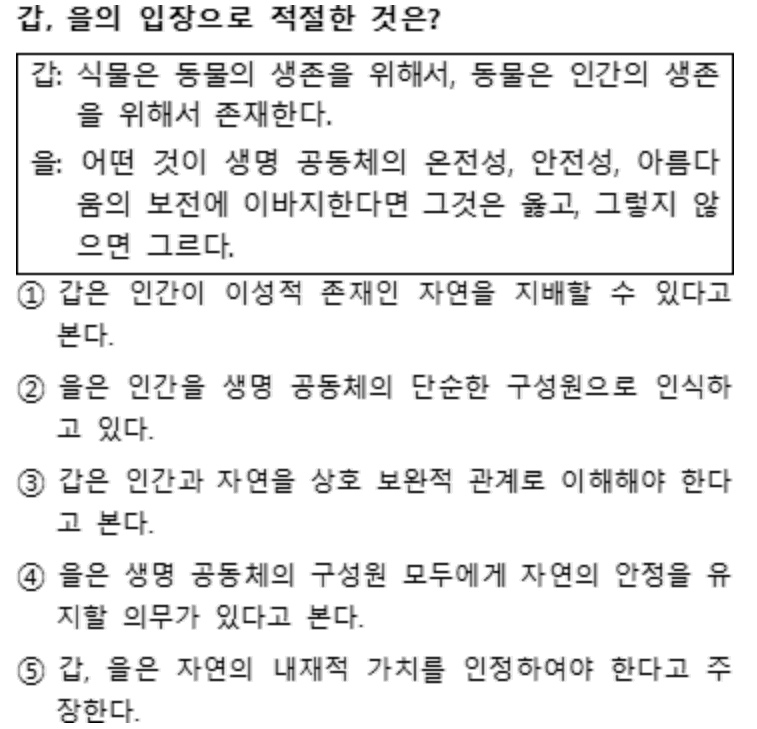 갑, 을의 입장으로 적절한 것은?
갑: 식물은 동물의 생존을 위해서, 동물은 인간의 생존
을 위해서 존재한다.
을: 어떤 것이 생명 공동체의 온전성, 안전성, 아름다
움의 보전에 이바지한다면 그것은 옳고, 그렇지 않
으면 그르다.
① 갑은 인간이 이성적 존재인 자연을 지배할 수 있다고
본다.
② 을은 인간을 생명 공동체의 단순한 구성원으로 인식하
고 있다.
③ 갑은 인간과 자연을 상호 보완적 관계로 이해해야 한다
고 본다.
④ 을은 생명 공동체의 구성원 모두에게 자연의 안정을 유
지할 의무가 있다고 본다.
⑤ 갑, 을은 자연의 내재적 가치를 인정하여야 한다고 주
장한다.